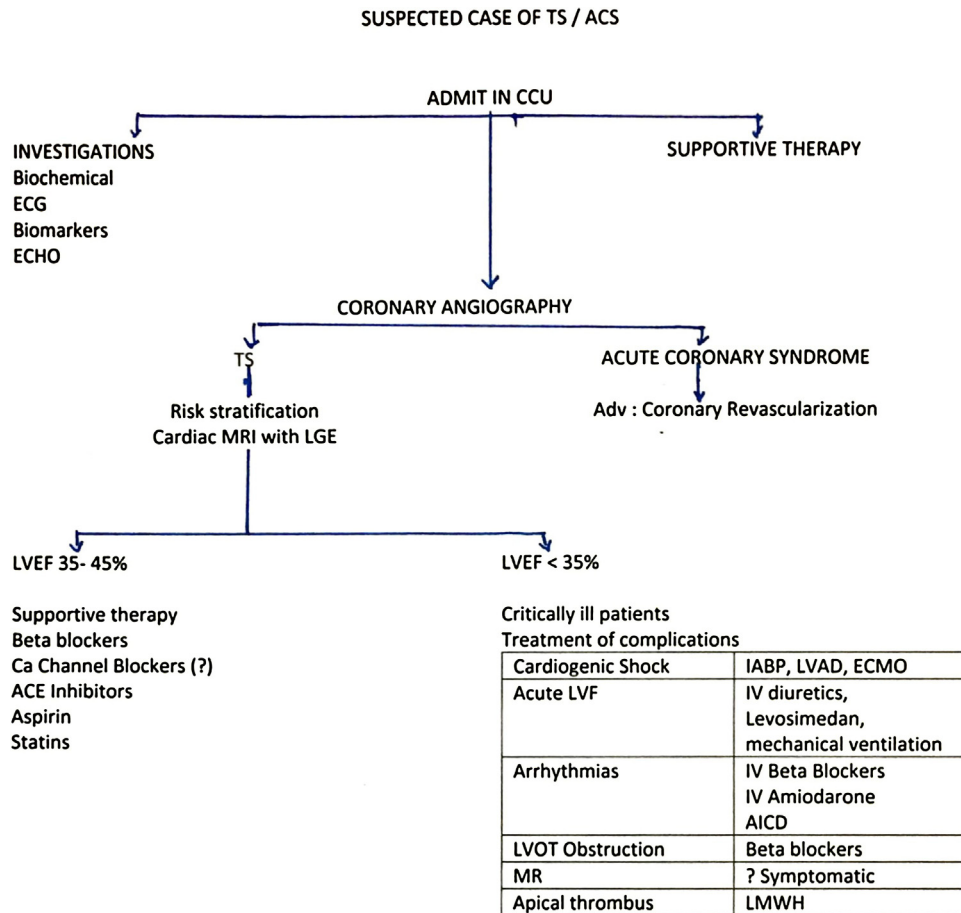 SUSPECTED CASE OF TS / ACS
ADMIT IN CCU
INVESTIGATIONS
Biochemical
ECG
Biomarkers
ECHO
SUPPORTIVE THERAPY
CORONARY ANGIOGRAPHY
TS
Risk stratification
Cardiac MRI with LGE
ACUTE CORONARY SYNDROME
Adv : Coronary Revascularization
LVEF 35- 45%
Supportive therapy
Beta blockers
Ca Channel Blockers (?)
ACE Inhibitors
Aspirin
Statins
LVEF < 35%
Critically ill patients
Treatment of complications
Cardiogenic Shock IABP, LVAD, ECMO
Acute LVF IV diuretics,
Levosimedan,
mechanical ventilation
Arrhythmias IV Beta Blockers
IV Amiodarone
AICD
LVOT Obstruction Beta blockers
MR ? Symptomatic
Apical thrombus LMWH